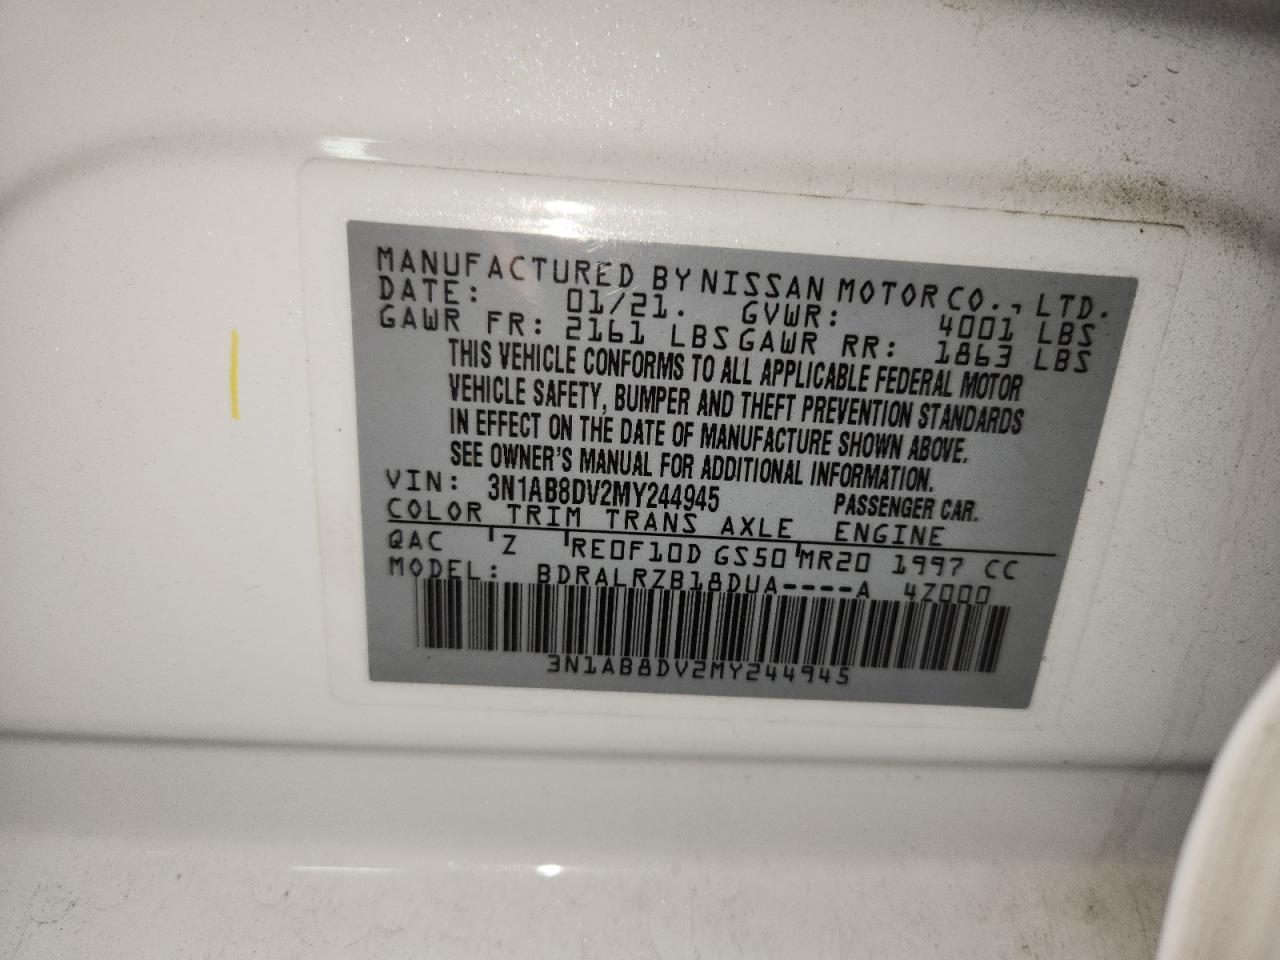 MANUFACTURED BY NISSAN MOTOR CO., LTD.
DATE: 01/21. GVWR: 4001 LBS
GAWR FR: 2161 LBS GAWR RR: 1863 LBS
THIS VEHICLE CONFORMS TO ALL APPLICABLE FEDERAL MOTOR
VEHICLE SAFETY, BUMPER AND THEFT PREVENTION STANDARDS
IN EFFECT ON THE DATE OF MANUFACTURE SHOWN ABOVE.
SEE OWNER'S MANUAL FOR ADDITIONAL INFORMATION.
VIN: 3N1AB8DV2MY244945 PASSENGER CAR.
COLOR TRIM TRANS AXLE ENGINE
QAC Z RE0F10D GS50 MR20 1997 CC
MODEL: BDRALRZB18DUA----A 4Z000
3N1AB8DV2MY244945